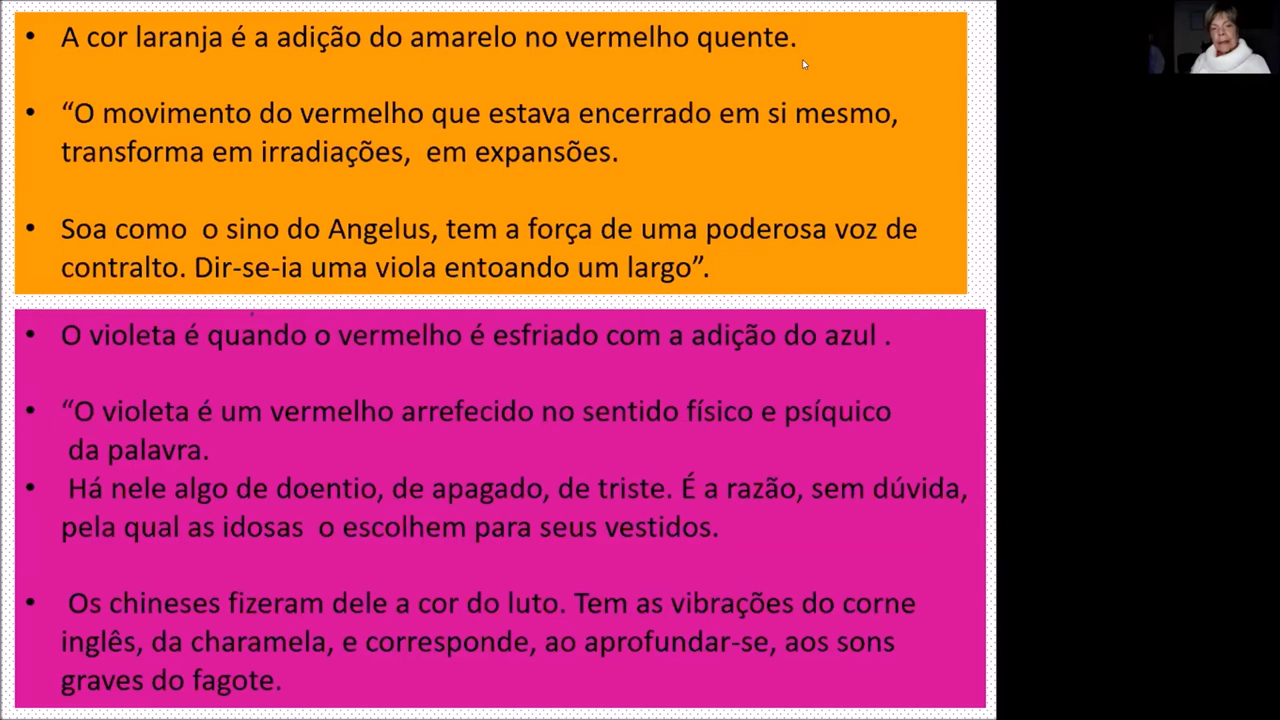 • A cor laranja é a adição do amarelo no vermelho quente.
• “O movimento do vermelho que estava encerrado em si mesmo,
transforma em irradiações,  em expansões.
• Soa como  o sino do Angelus, tem a força de uma poderosa voz de
contralto. Dir-se-ia uma viola entoando um largo”.
• O violeta é quando o vermelho é esfriado com a adição do azul .
• “O violeta é um vermelho arrefecido no sentido físico e psíquico
da palavra.
• Há nele algo de doentio, de apagado, de triste. É a razão, sem dúvida,
pela qual as idosas  o escolhem para seus vestidos.
• Os chineses fizeram dele a cor do luto. Tem as vibrações do corne
inglês, da charamela, e corresponde, ao aprofundar-se, aos sons
graves do fagote.